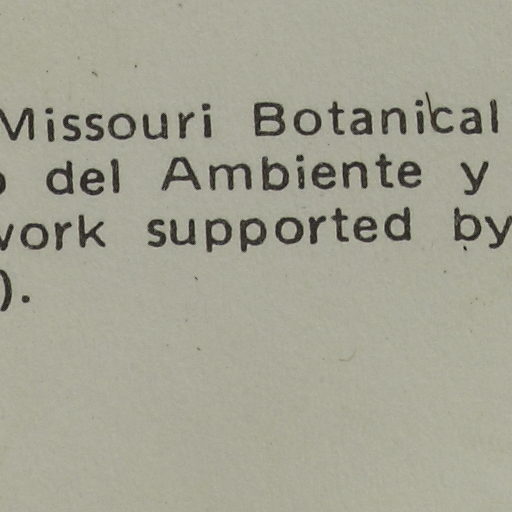 Missouri Botanical
del Ambiente y
work supported by
).